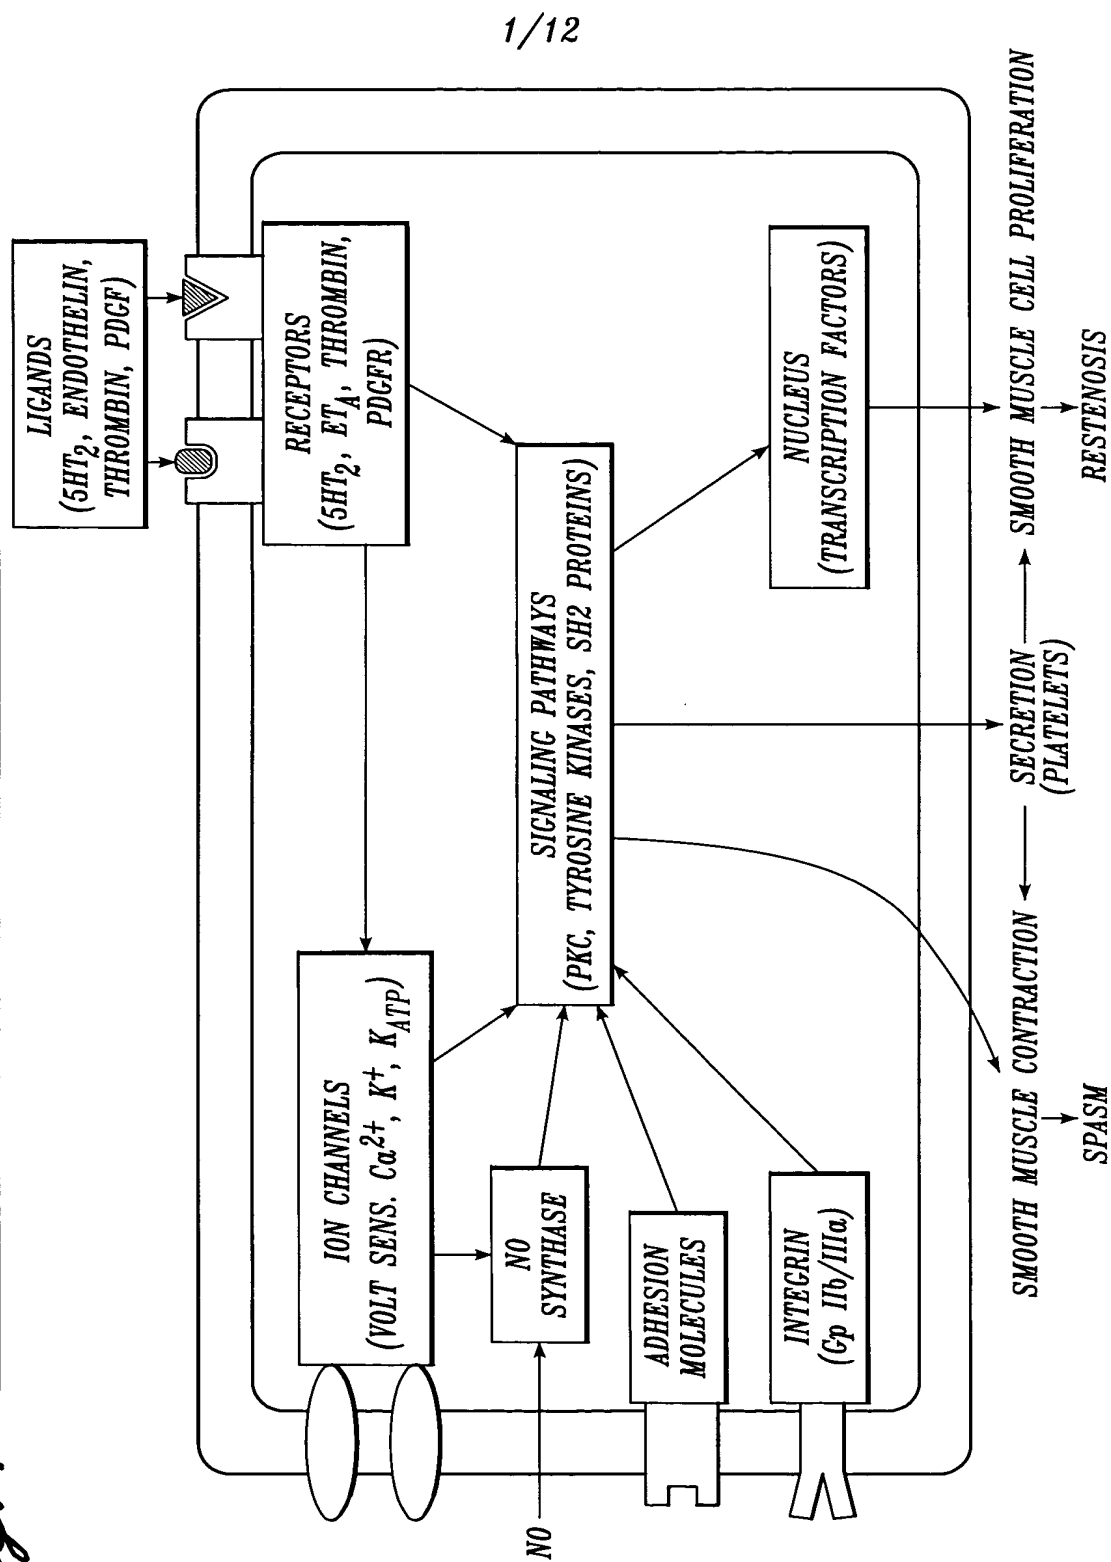 1/12
LIGANDS
(5HT2, ENDOTHELIN,
THROMBIN, PDGF)
RECEPTORS
(5HT2, ETA, THROMBIN,
PDGFR)
ION CHANNELS
(VOLT SENS. Ca2+, K+, KATP)
NO
SYNTHASE
NO
SIGNALING PATHWAYS
(PKC, TYROSINE KINASES, SH2 PROTEINS)
ADHESION
MOLECULES
INTEGRIN
(Gp IIb/IIIa)
NUCLEUS
(TRANSCRIPTION FACTORS)
SMOOTH MUSCLE CONTRACTION
SPASM
SECRETION
(PLATELETS)
SMOOTH MUSCLE CELL PROLIFERATION
RESTENOSIS